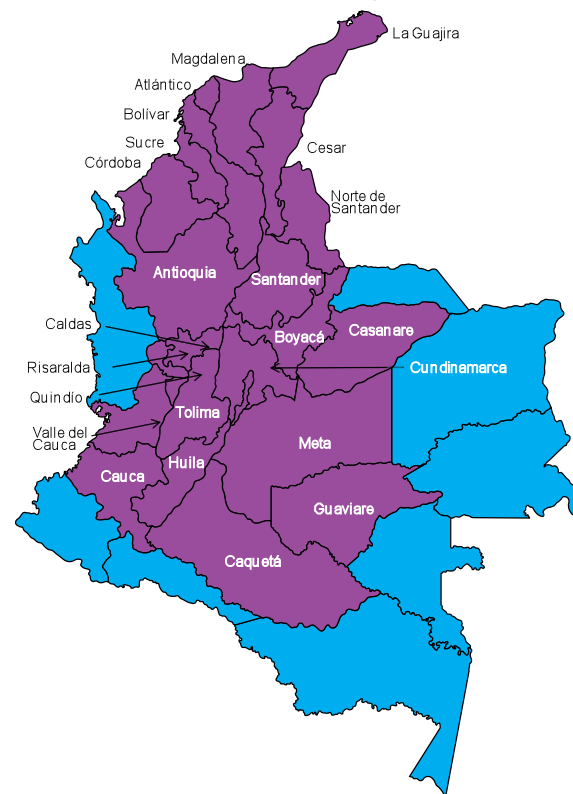 La Guajira
Magdalena
Atlántico
Bolívar
Sucre
Cesar
Córdoba
Norte de
Santander
Antioquia
Santander
Caldas
Boyacá
Casanare
Risaralda
Cundinamarca
Quindío
Tolima
Valle del
Cauca
Meta
Huila
Cauca
Guaviare
Caquetá